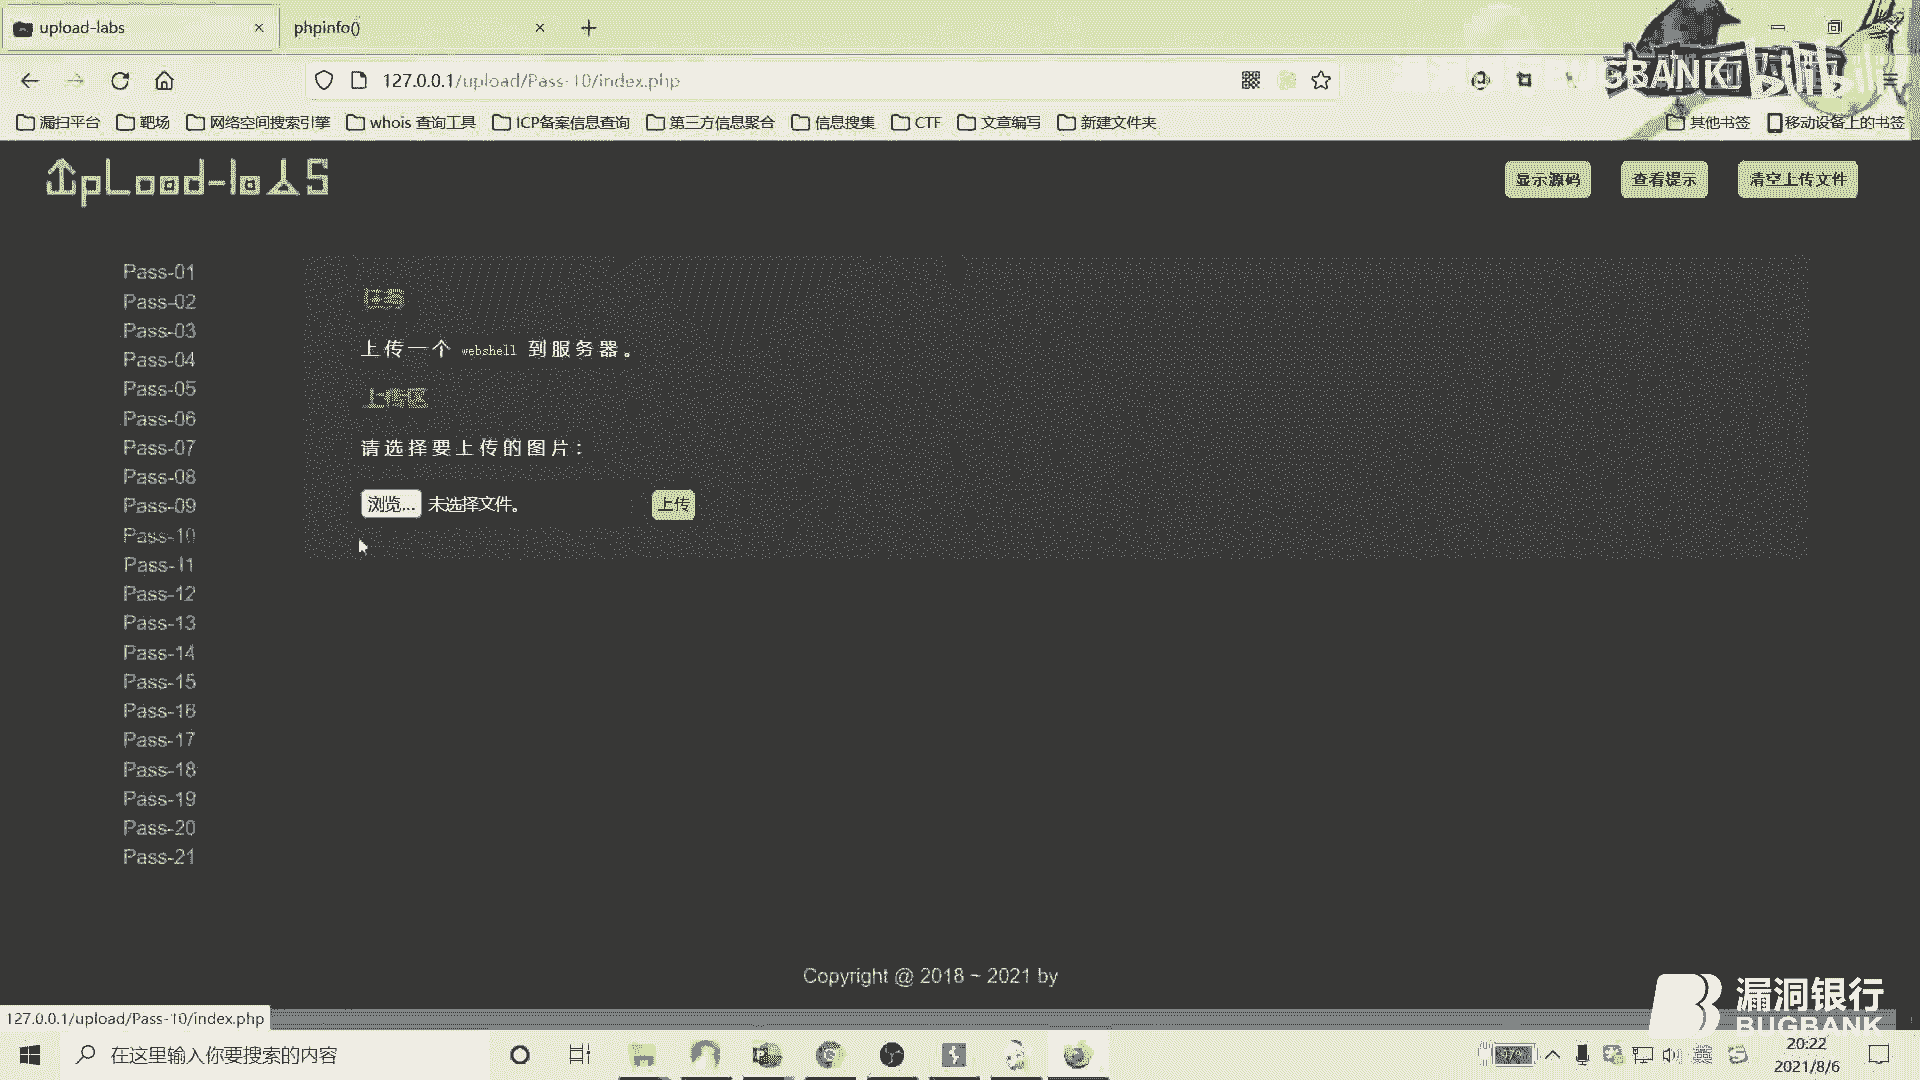 upload-labs
phpinfo()
127.0.0.1/upload/Pass-10/index.php
漏扫平台
靶场
网络空间搜索引擎
whois 查询工具
ICP备案信息查询
第三方信息聚合
信息搜集
CTF
文章编写
新建文件夹
其他书签
移动设备上的书签
BUGBANK
bilibili
UpLoad-labS
显示源码
查看提示
清空上传文件
Pass-01
Pass-02
Pass-03
Pass-04
Pass-05
Pass-06
Pass-07
Pass-08
Pass-09
Pass-10
Pass-11
Pass-12
Pass-13
Pass-14
Pass-15
Pass-16
Pass-17
Pass-18
Pass-19
Pass-20
Pass-21
任务
上传一个 webshell 到服务器。
上传区
请选择要上传的图片：
浏览... 未选择文件。
上传
Copyright @ 2018 ~ 2021 by
漏洞银行
BUGBANK
127.0.0.1/upload/Pass-10/index.php
在这里输入你要搜索的内容
英
20:22
2021/8/6